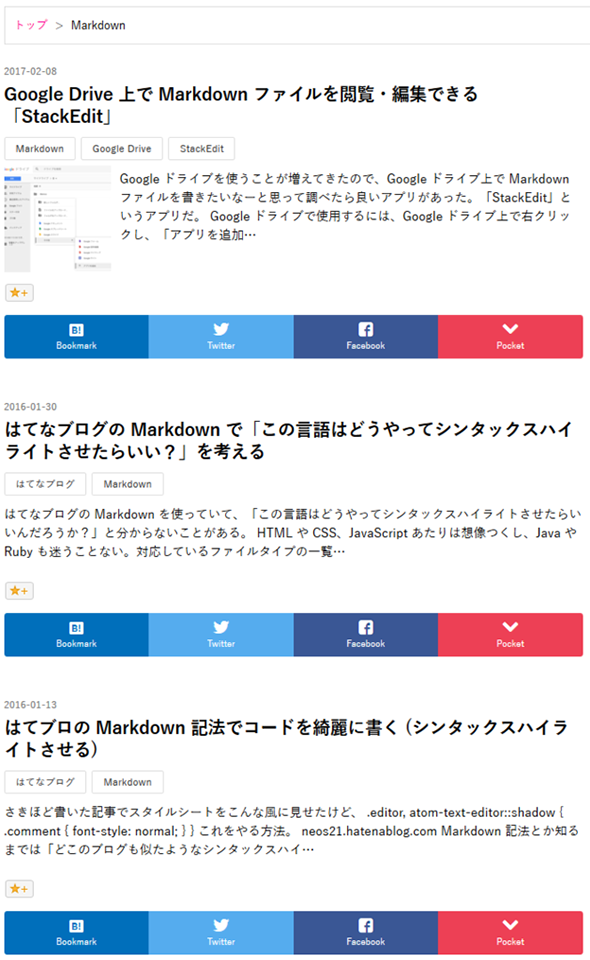 トップ > Markdown
2017-02-08
Google Drive 上で Markdown ファイルを閲覧・編集できる
「StackEdit」
Markdown Google Drive StackEdit
Google ドライブを使うことが増えてきたので、Google ドライブ上で Markdown
ファイルを書きたいなーと思って調べたら良いアプリがあった。「StackEdit」と
いうアプリだ。 Google ドライブで使用するには、Google ドライブ上で右クリッ
クし、「アプリを追加…
B! Bookmark Twitter Facebook Pocket
2016-01-30
はてなブログの Markdown で「この言語はどうやってシンタックスハイ
ライトさせたらいい？」を考える
はてなブログ Markdown
はてなブログの Markdown を使っていて、「この言語はどうやってシンタックスハイライトさせたらい
いんだろうか？」と分からないことがある。 HTML や CSS、JavaScript あたりは想像つくし、Java や
Ruby も迷うことない。対応しているファイルタイプの一覧…
B! Bookmark Twitter Facebook Pocket
2016-01-13
はてブロの Markdown 記法でコードを綺麗に書く (シンタックスハイラ
イトさせる)
はてなブログ Markdown
さきほど書いた記事でスタイルシートをこんな風に見せたけど、 .editor, atom-text-editor::shadow {
.comment { font-style: normal; } } これをやる方法。 neos21.hatenablog.com Markdown 記法とか知る
までは「どこのブログも似たようなシンタックスハイ…
B! Bookmark Twitter Facebook Pocket